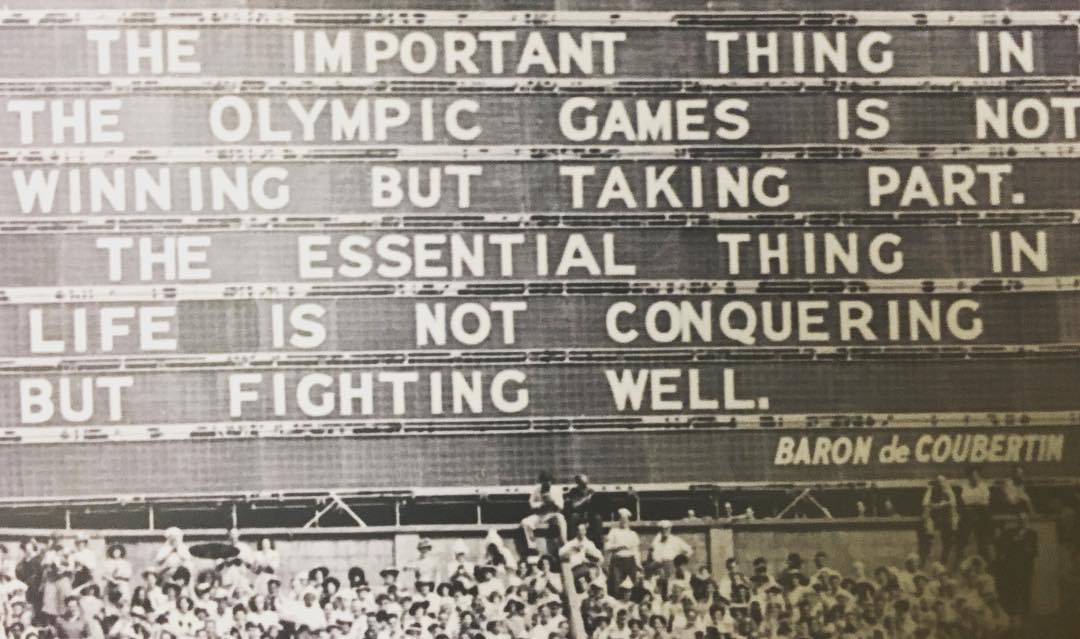 THE IMPORTANT THING IN
THE OLYMPIC GAMES IS NOT
WINNING BUT TAKING PART.
THE ESSENTIAL THING IN
LIFE IS NOT CONQUERING
BUT FIGHTING WELL.
BARON de COUBERTIN